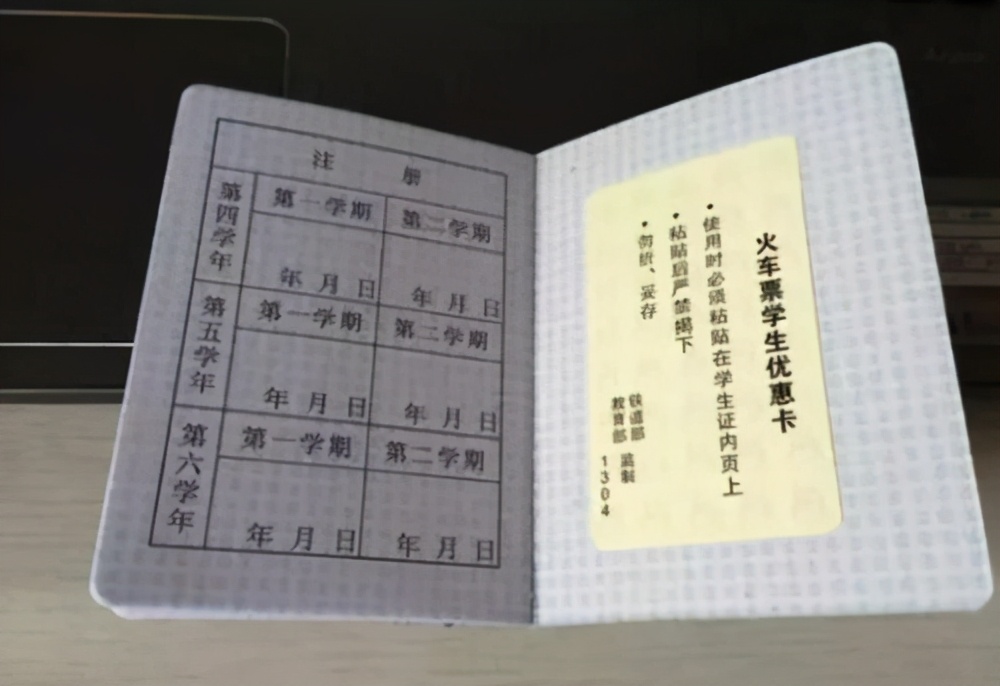 注 册
第四学年
第一学期 第二学期
年 月 日 年 月 日
第五学年
第一学期 第二学期
年 月 日 年 月 日
第六学年
第一学期 第二学期
年 月 日 年 月 日
火车票学生优惠卡
• 使用时必须粘贴在学生证内页上
• 粘贴后严禁揭下
• 勿折、妥存
铁道部
教育部 监制
1304